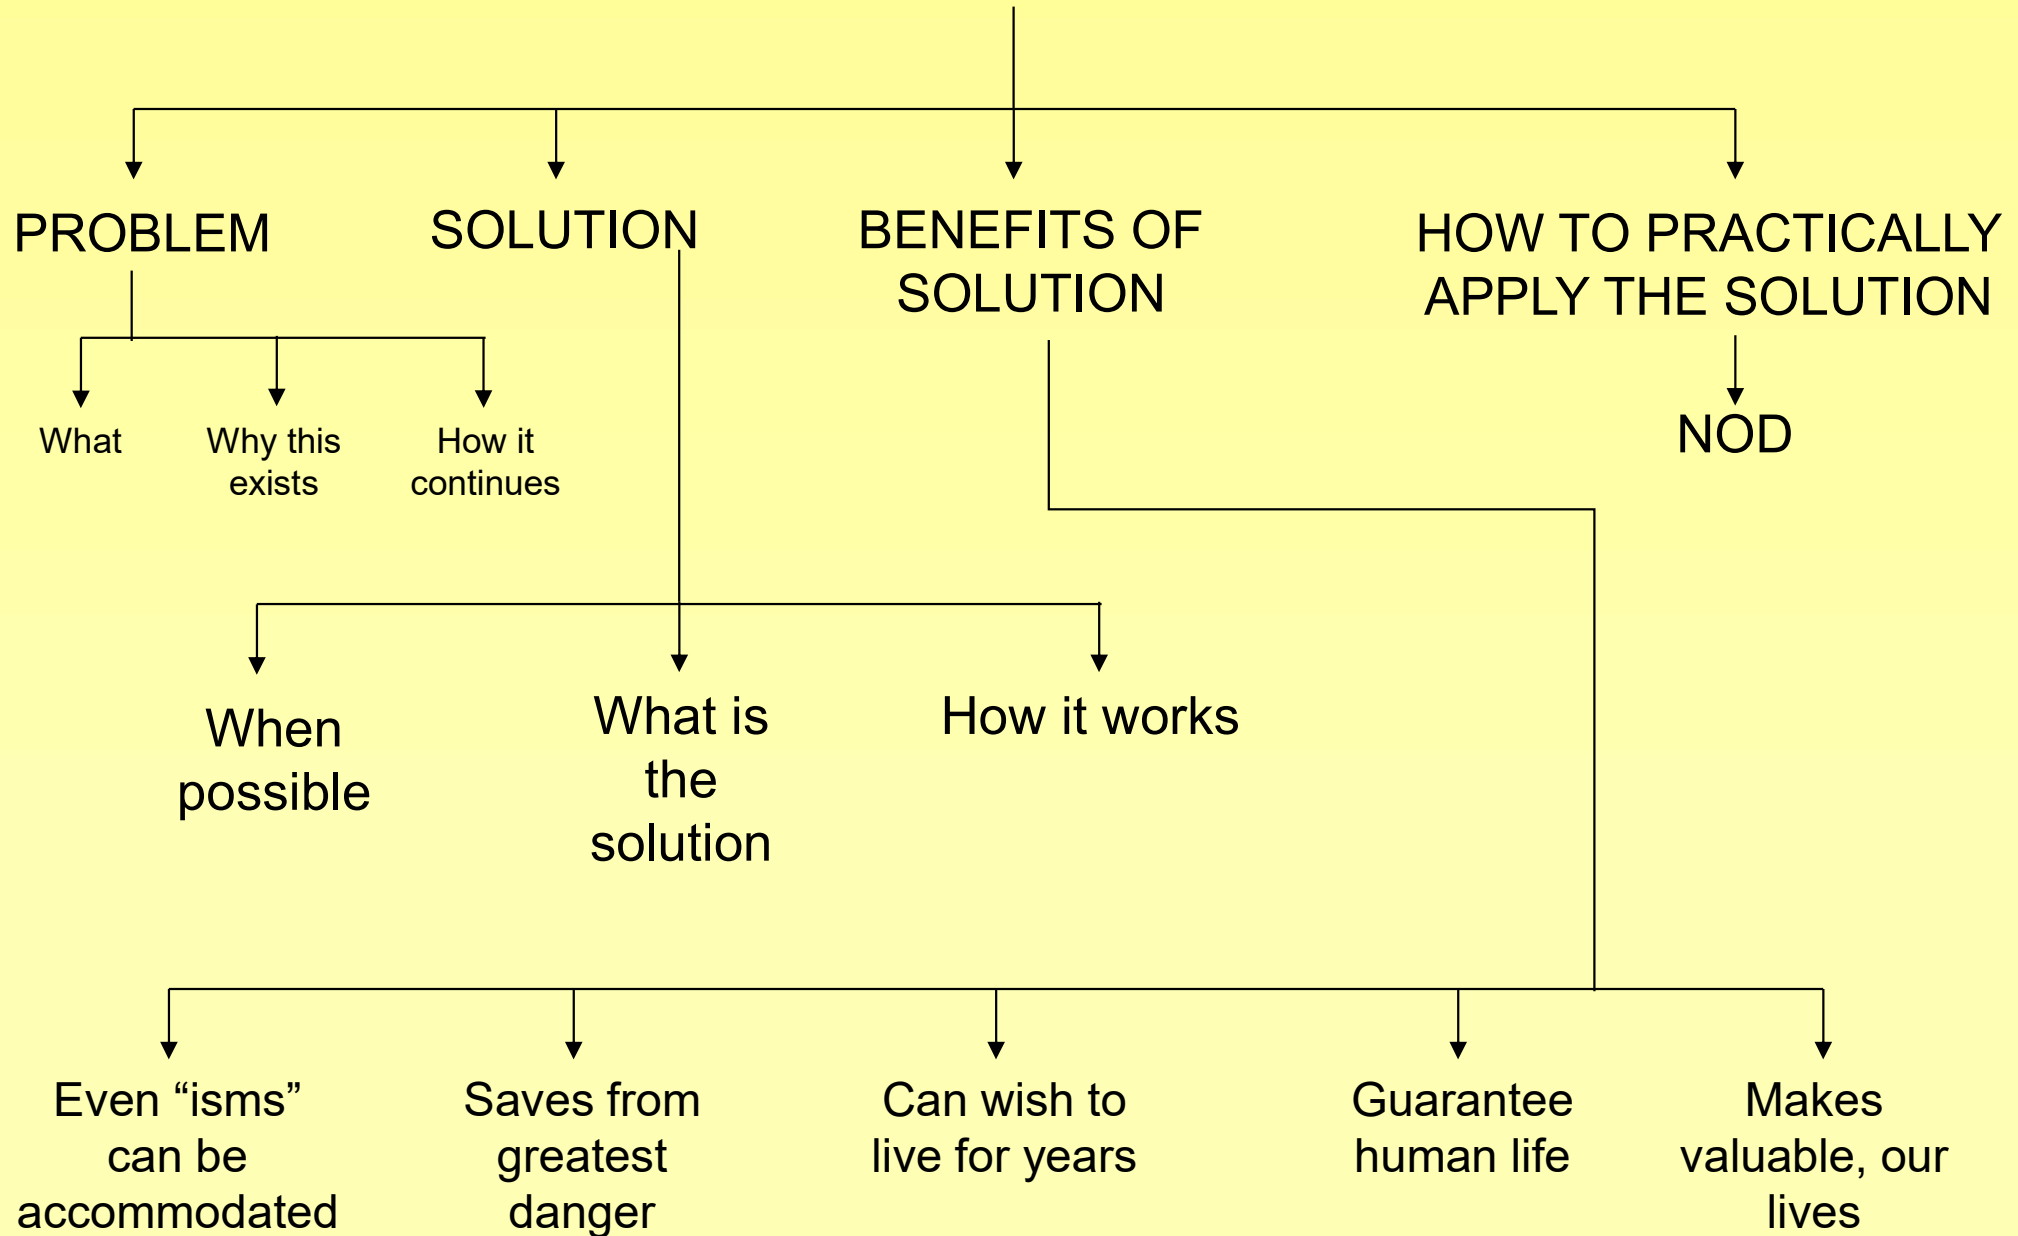 PROBLEM
SOLUTION
BENEFITS OF
SOLUTION
HOW TO PRACTICALLY
APPLY THE SOLUTION
What
Why this
exists
How it
continues
NOD
When
possible
What is
the
solution
How it works
Even “isms”
can be
accommodated
Saves from
greatest
danger
Can wish to
live for years
Guarantee
human life
Makes
valuable, our
lives